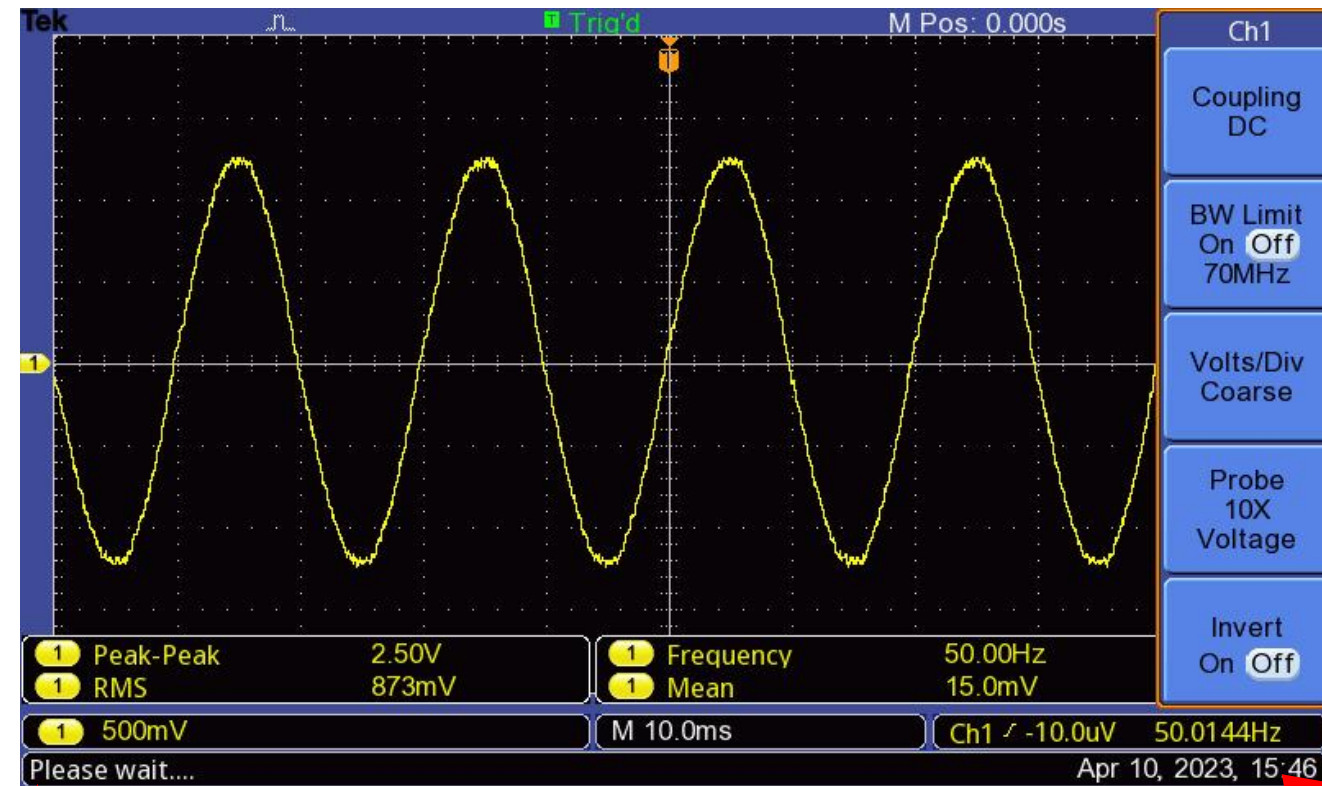 Tek
T Trig'd
M Pos: 0.000s
T
1
Ch1
Coupling
DC
BW Limit
On Off
70MHz
Volts/Div
Coarse
Probe
10X
Voltage
Invert
On Off
1 Peak-Peak 2.50V
1 RMS 873mV
1 Frequency 50.00Hz
1 Mean 15.0mV
1 500mV
M 10.0ms
Ch1 -10.0uV 50.0144Hz
Please wait....
Apr 10, 2023, 15:46